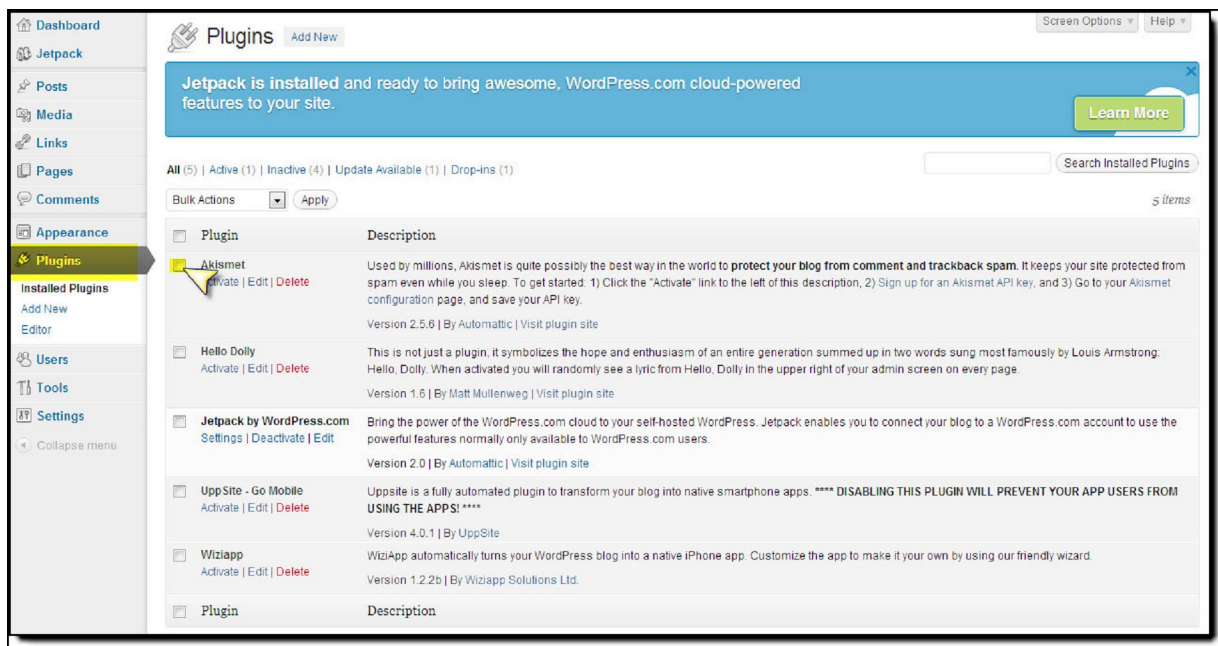 Dashboard
Jetpack
Posts
Media
Links
Pages
Comments
Appearance
Plugins
Installed Plugins
Add New
Editor
Users
Tools
Settings
Collapse menu
Screen Options Help
Plugins Add New
Jetpack is installed and ready to bring awesome, WordPress.com cloud-powered
features to your site.
Learn More
All (5) | Active (1) | Inactive (4) | Update Available (1) | Drop-ins (1)
Search Installed Plugins
Bulk Actions Apply
5 items
Plugin Description
Akismet
Activate | Edit | Delete
Used by millions, Akismet is quite possibly the best way in the world to protect your blog from comment and trackback spam. It keeps your site protected from
spam even while you sleep. To get started: 1) Click the "Activate" link to the left of this description, 2) Sign up for an Akismet API key, and 3) Go to your Akismet
configuration page, and save your API key.
Version 2.5.6 | By Automattic | Visit plugin site
Hello Dolly
Activate | Edit | Delete
This is not just a plugin, it symbolizes the hope and enthusiasm of an entire generation summed up in two words sung most famously by Louis Armstrong:
Hello, Dolly. When activated you will randomly see a lyric from Hello, Dolly in the upper right of your admin screen on every page.
Version 1.6 | By Matt Mullenweg | Visit plugin site
Jetpack by WordPress.com
Settings | Deactivate | Edit
Bring the power of the WordPress.com cloud to your self-hosted WordPress. Jetpack enables you to connect your blog to a WordPress.com account to use the
powerful features normally only available to WordPress.com users.
Version 2.0 | By Automattic | Visit plugin site
UppSite - Go Mobile
Activate | Edit | Delete
Uppsite is a fully automated plugin to transform your blog into native smartphone apps. **** DISABLING THIS PLUGIN WILL PREVENT YOUR APP USERS FROM
USING THE APPS! ****
Version 4.0.1 | By UppSite
Wiziapp
Activate | Edit | Delete
WiziApp automatically turns your WordPress blog into a native iPhone app. Customize the app to make it your own by using our friendly wizard.
Version 1.2.2b | By Wiziapp Solutions Ltd.
Plugin Description